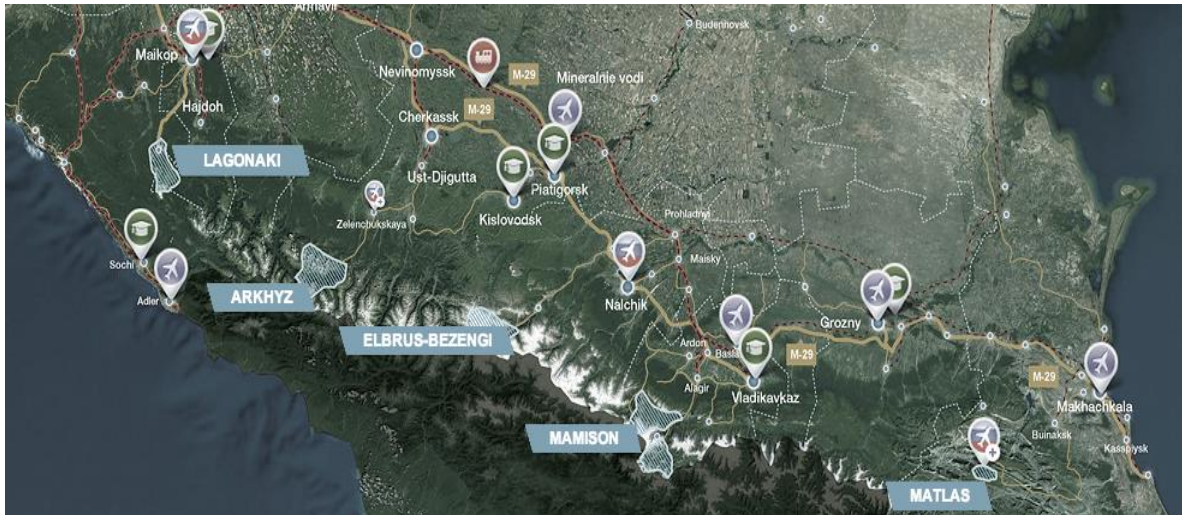 Armavir
Budennovsk
Maikop
Nevinomyssk
M-29
Mineralnie vodi
Hajdoh
M-29
Cherkassk
LAGONAKI
Ust-Djigutta
Piatigorsk
Kislovodsk
Zelenchukskaya
Prohladnyi
Sochi
Maisky
Adler
ARKHYZ
Nalchik
Grozny
ELBRUS-BEZENGI
Ardon
Basla
M-29
Alagir
M-29
Vladikavkaz
Makhachkala
MAMISON
Buinaksk
Kasspiysk
MATLAS